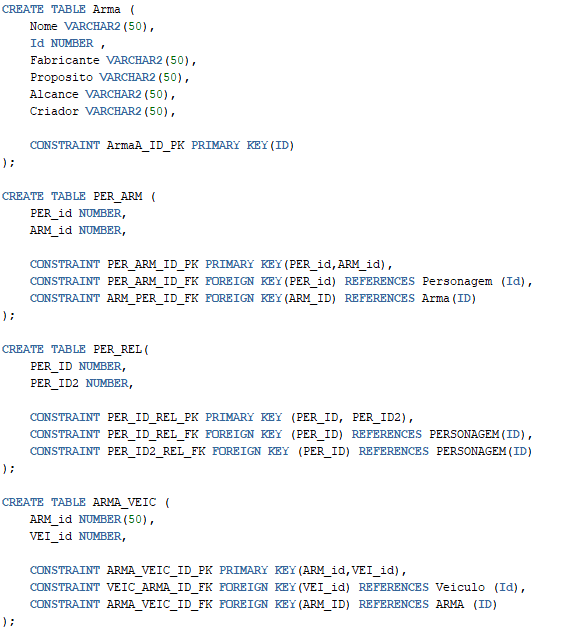 CREATE TABLE Arma (
    Nome VARCHAR2(50),
    Id NUMBER ,
    Fabricante VARCHAR2(50),
    Proposito VARCHAR2(50),
    Alcance VARCHAR2(50),
    Criador VARCHAR2(50),

    CONSTRAINT ArmaA_ID_PK PRIMARY KEY(ID)
);

CREATE TABLE PER_ARM (
    PER_id NUMBER,
    ARM_id NUMBER,

    CONSTRAINT PER_ARM_ID_PK PRIMARY KEY(PER_id,ARM_id),
    CONSTRAINT PER_ARM_ID_FK FOREIGN KEY(PER_id) REFERENCES Personagem (Id),
    CONSTRAINT ARM_PER_ID_FK FOREIGN KEY(ARM_ID) REFERENCES Arma(ID)
);

CREATE TABLE PER_REL(
    PER_ID NUMBER,
    PER_ID2 NUMBER,

    CONSTRAINT PER_ID_REL_PK PRIMARY KEY (PER_ID, PER_ID2),
    CONSTRAINT PER_ID_REL_FK FOREIGN KEY (PER_ID) REFERENCES PERSONAGEM(ID),
    CONSTRAINT PER_ID2_REL_FK FOREIGN KEY (PER_ID) REFERENCES PERSONAGEM(ID)
);

CREATE TABLE ARMA_VEIC (
    ARM_id NUMBER(50),
    VEI_id NUMBER,

    CONSTRAINT ARMA_VEIC_ID_PK PRIMARY KEY(ARM_id,VEI_id),
    CONSTRAINT VEIC_ARMA_ID_FK FOREIGN KEY(VEI_id) REFERENCES Veiculo (Id),
    CONSTRAINT ARMA_VEIC_ID_FK FOREIGN KEY(ARM_ID) REFERENCES ARMA (ID)
);